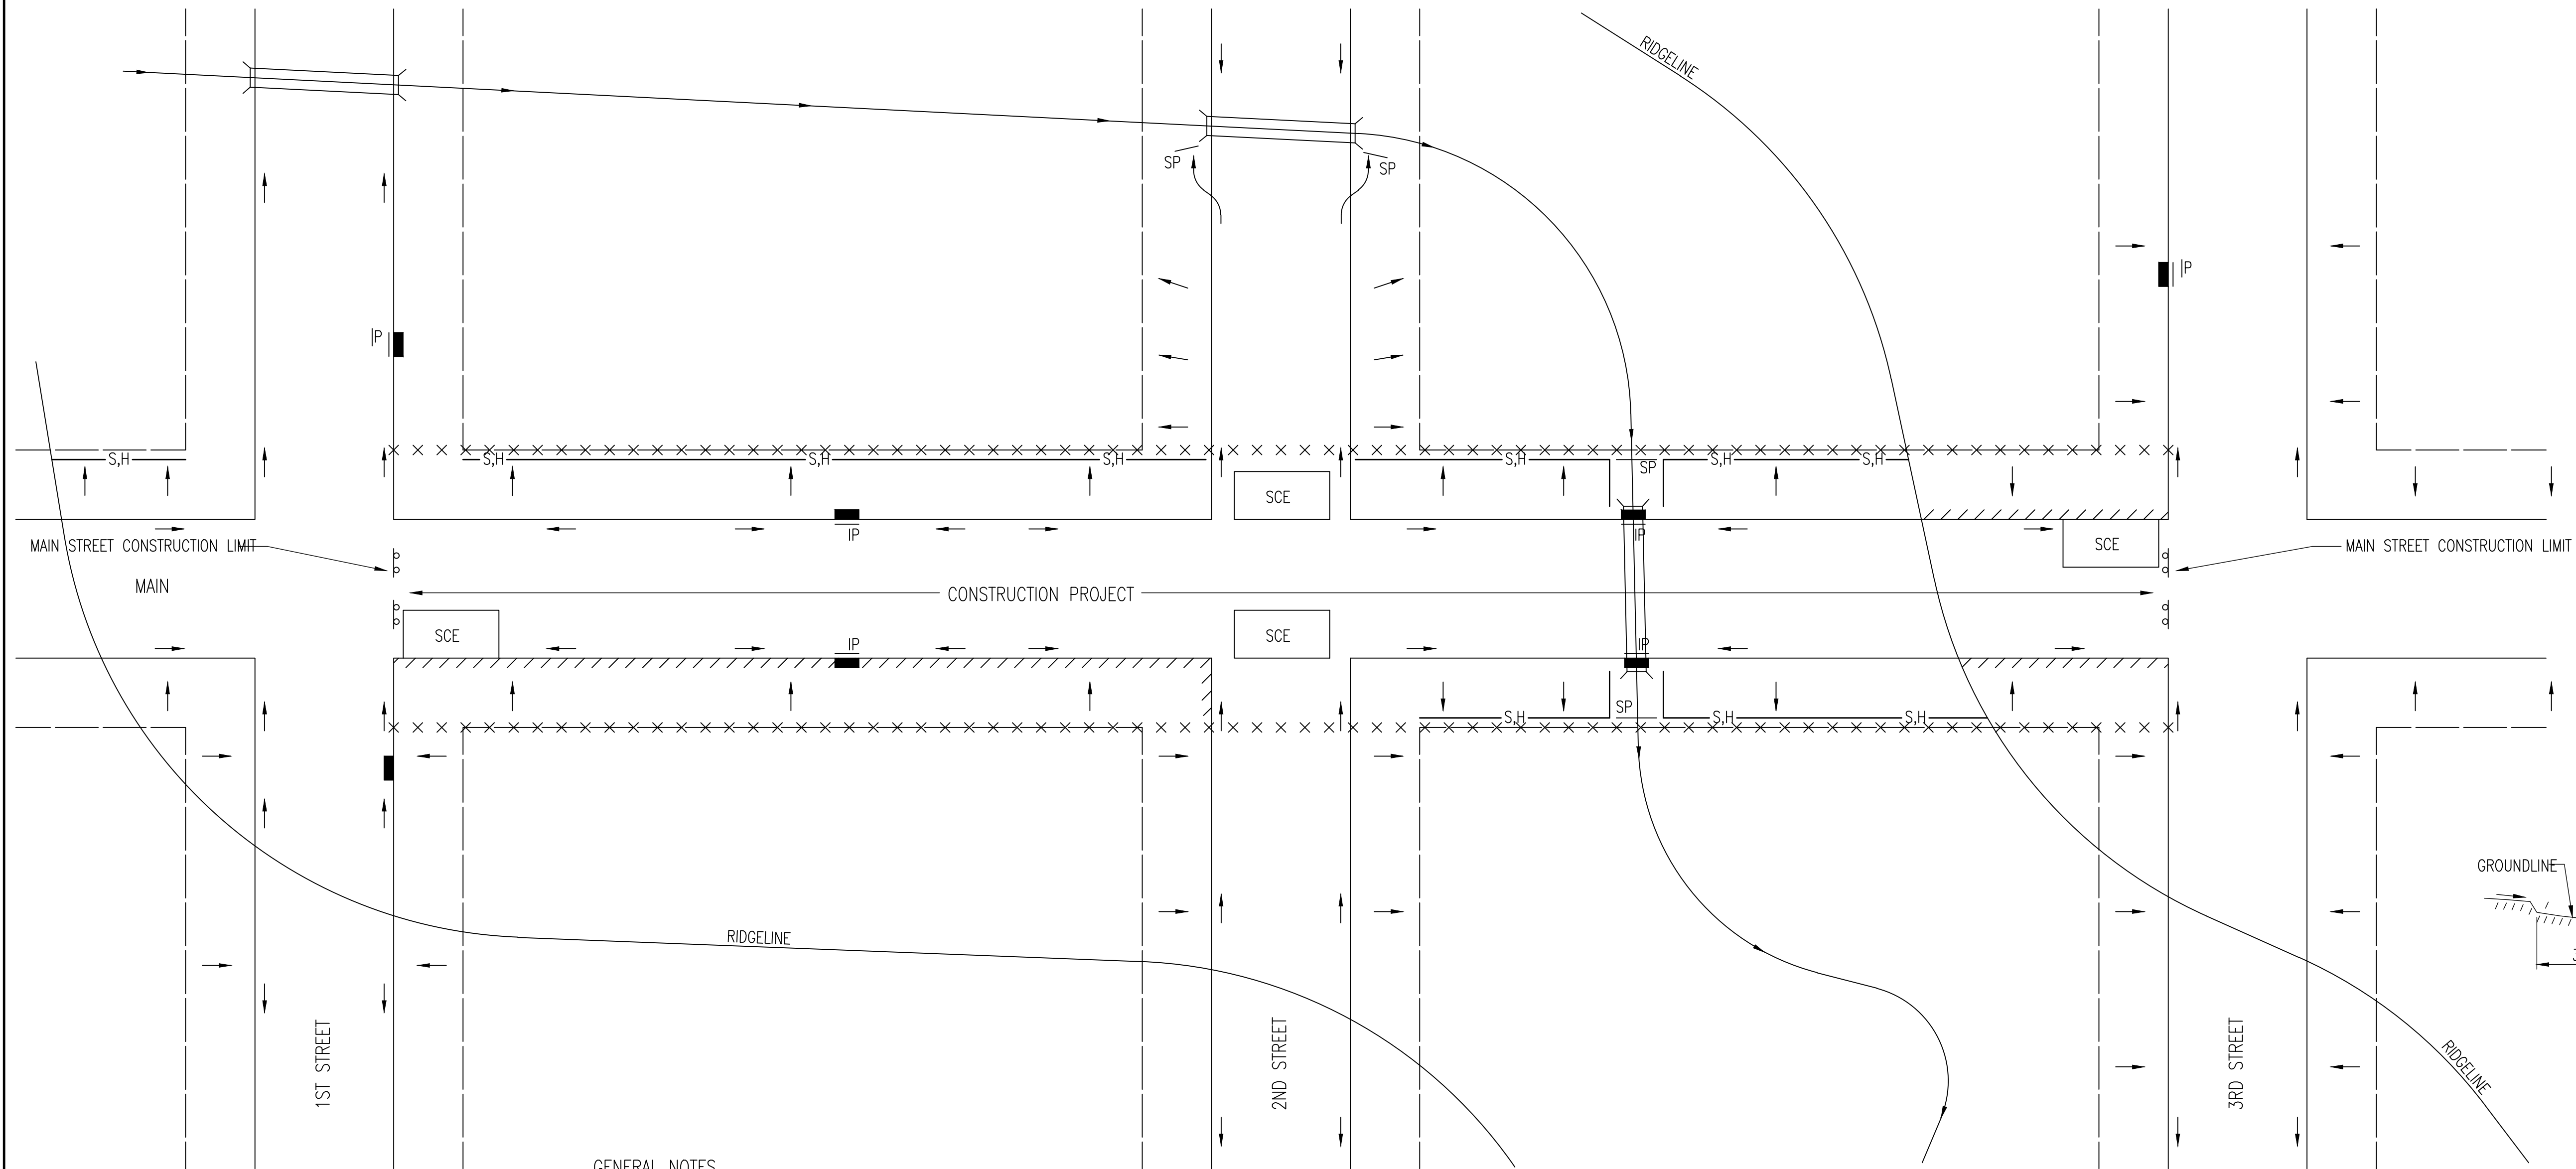 RIDGELINE
SP
SP
IP
IP
S,H
S,H
S,H
S,H
S,H
SP
S,H
S,H
SCE
IP
IP
MAIN STREET CONSTRUCTION LIMIT
SCE
MAIN STREET CONSTRUCTION LIMIT
MAIN
CONSTRUCTION PROJECT
SCE
SCE
IP
IP
S,H
SP
S,H
S,H
GROUNDLINE
RIDGELINE
1ST STREET
2ND STREET
3RD STREET
RIDGELINE
GENERAL NOTES